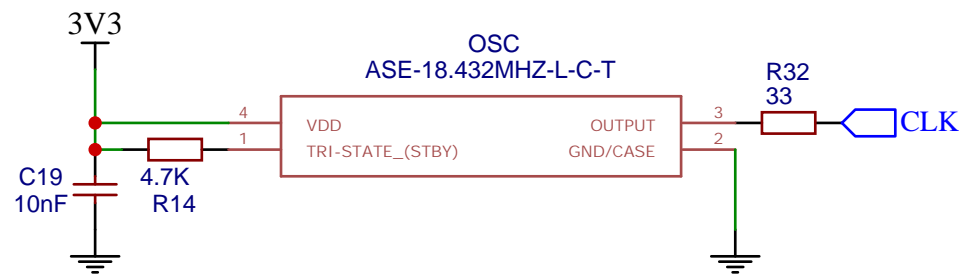 3V3
OSC
ASE-18.432MHZ-L-C-T
R32
33
4
VDD
OUTPUT
3
CLK
1
TRI-STATE_(STBY)
GND/CASE
2
C19
10nF
4.7K
R14